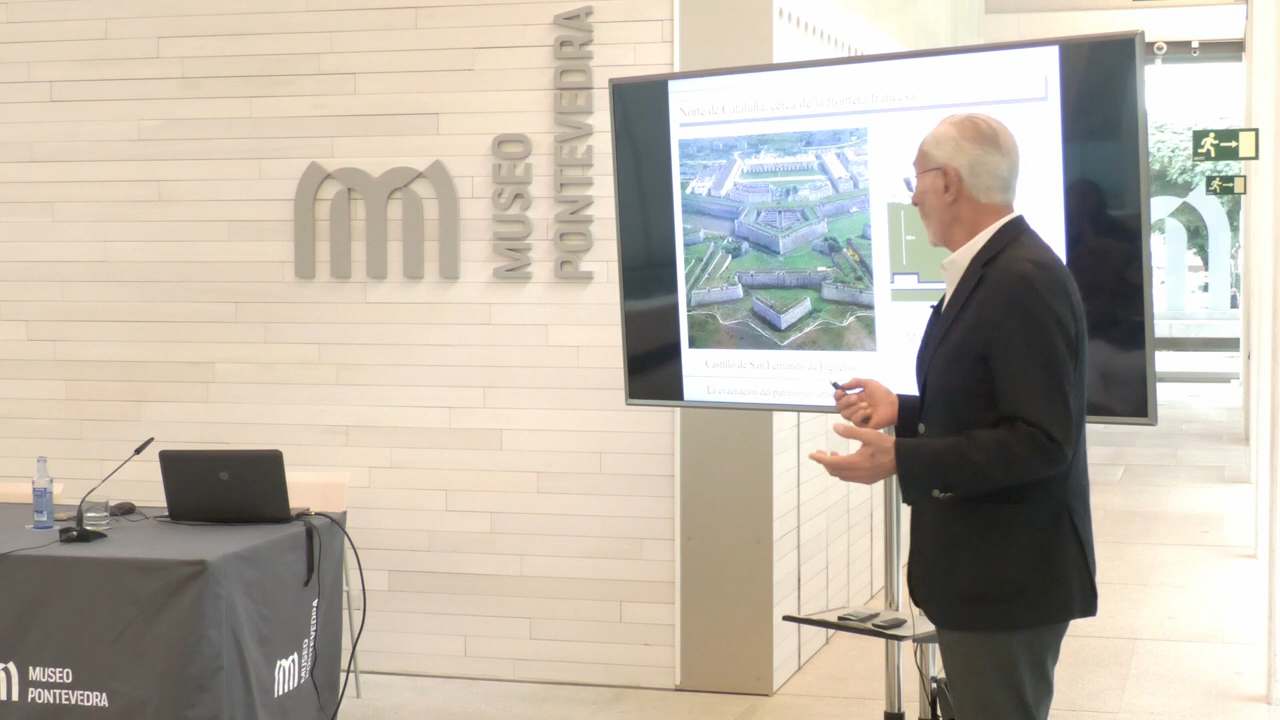 MUSEO
PONTEVEDRA
Norte de Cataluña, cerca de la frontera francesa
Castillo de San Fernando de Figueras
La evacuación del patrimonio
MUSEO
PONTEVEDRA
MUSEO
PONTEVEDRA